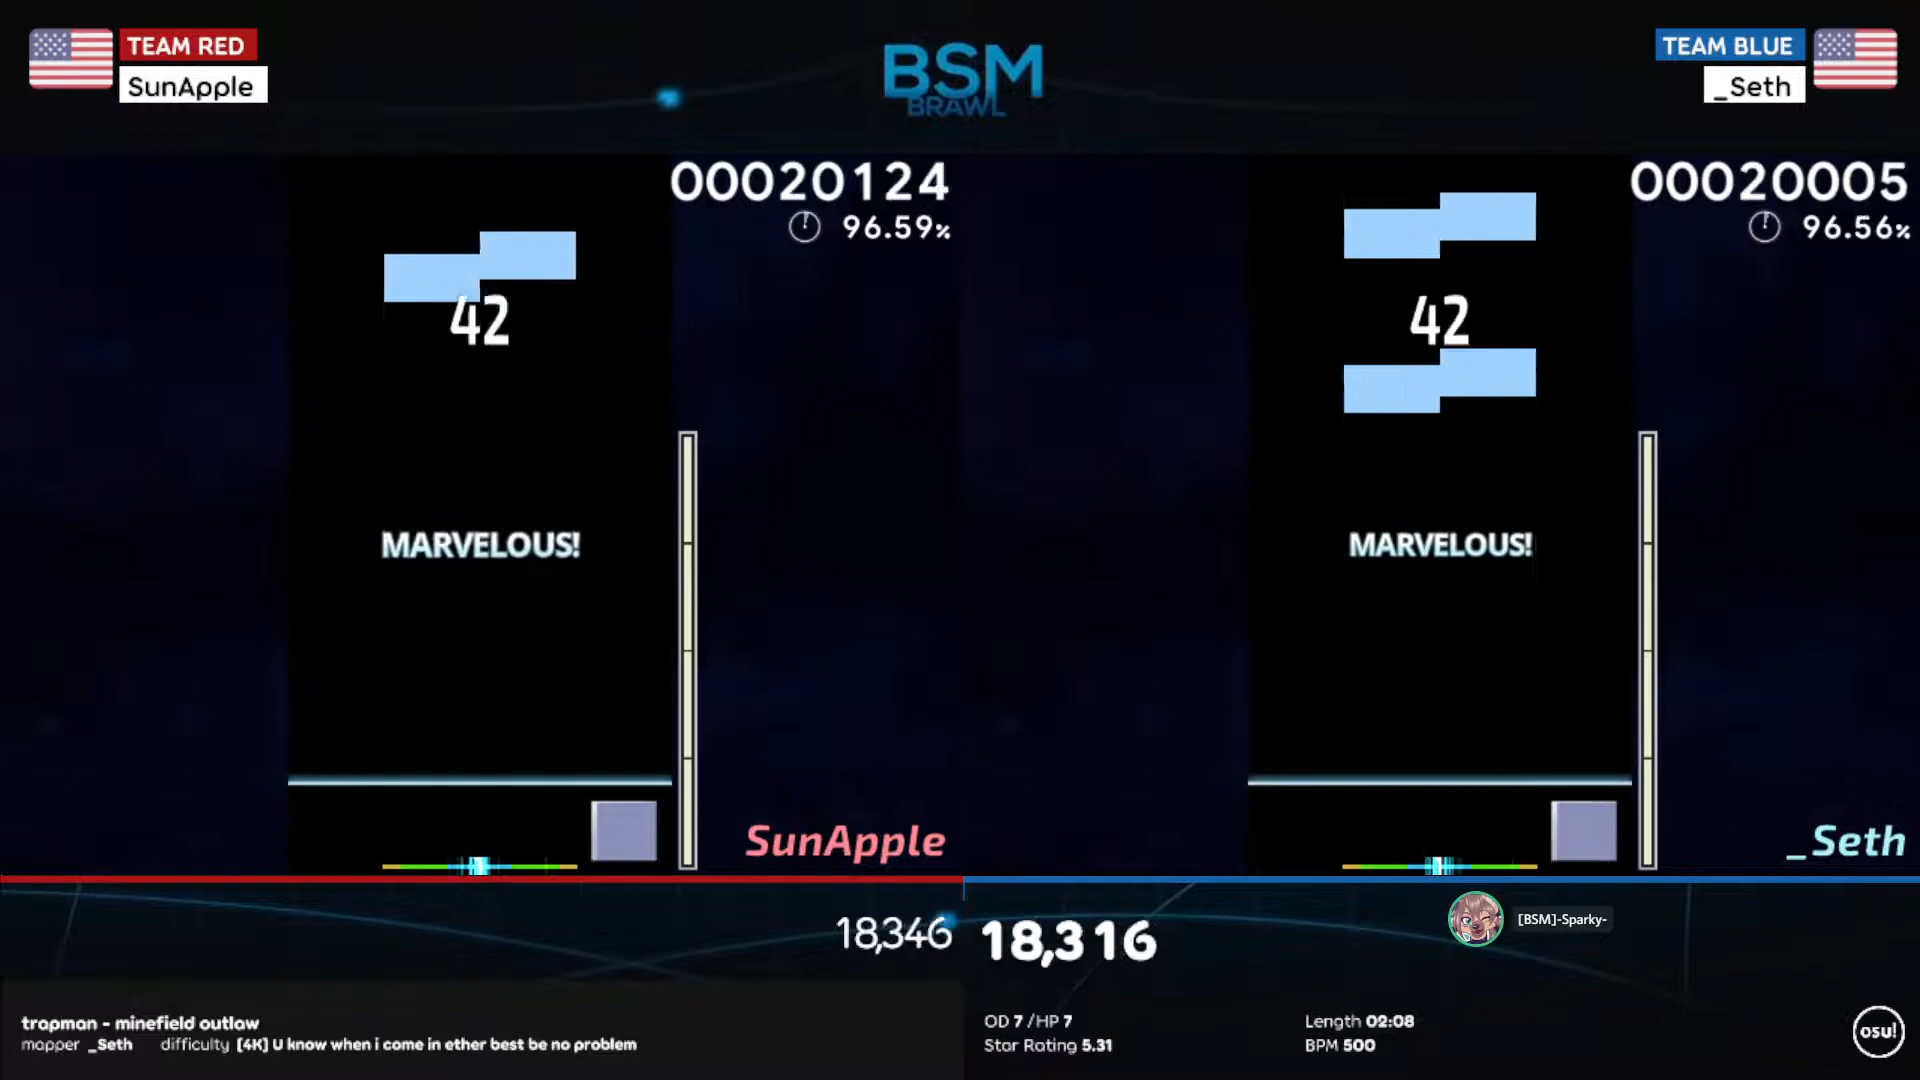 TEAM RED
SunApple
BSM
BRAWL
TEAM BLUE
_Seth
00020124
96.59%
00020005
96.56%
42
42
MARVELOUS!
MARVELOUS!
SunApple
_Seth
18,346
18,316
[BSM]-Sparky-
trapman - minefield outlaw
mapper _Seth difficulty [4K] U know when i come in ether best be no problem
OD 7 / HP 7
Star Rating 5.31
Length 02:08
BPM 500
osu!